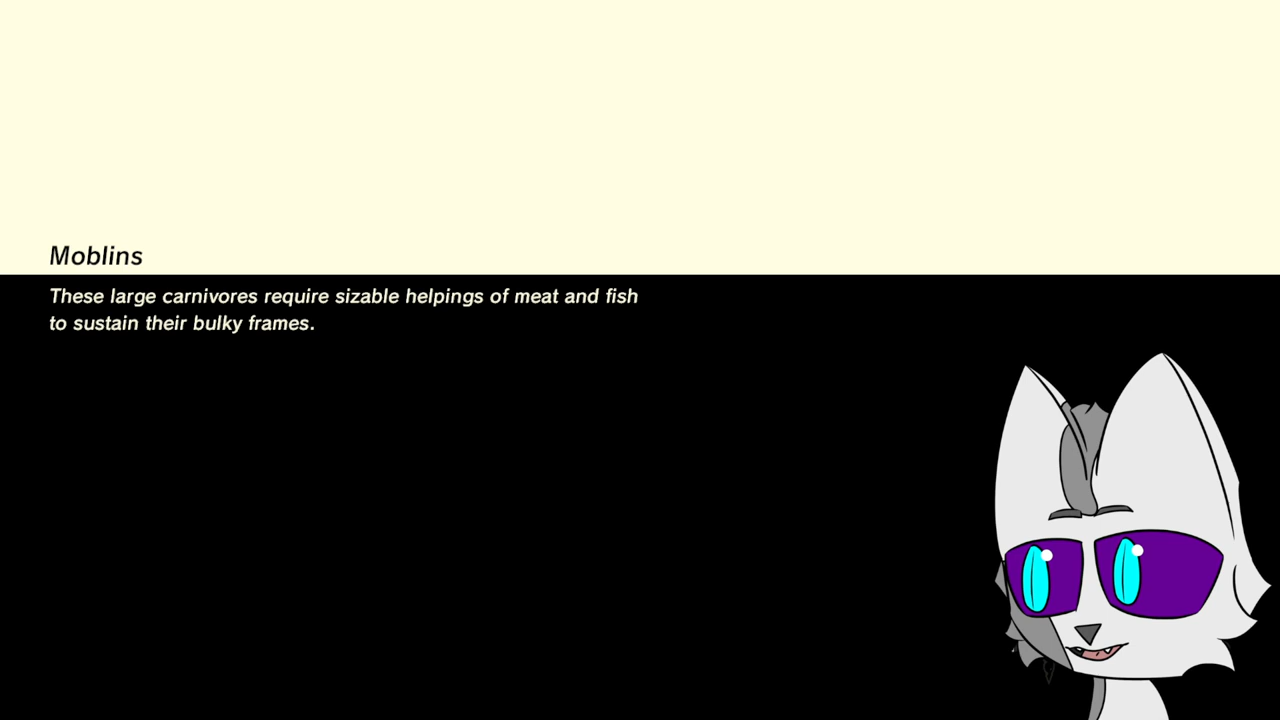 Moblins
These large carnivores require sizable helpings of meat and fish
to sustain their bulky frames.